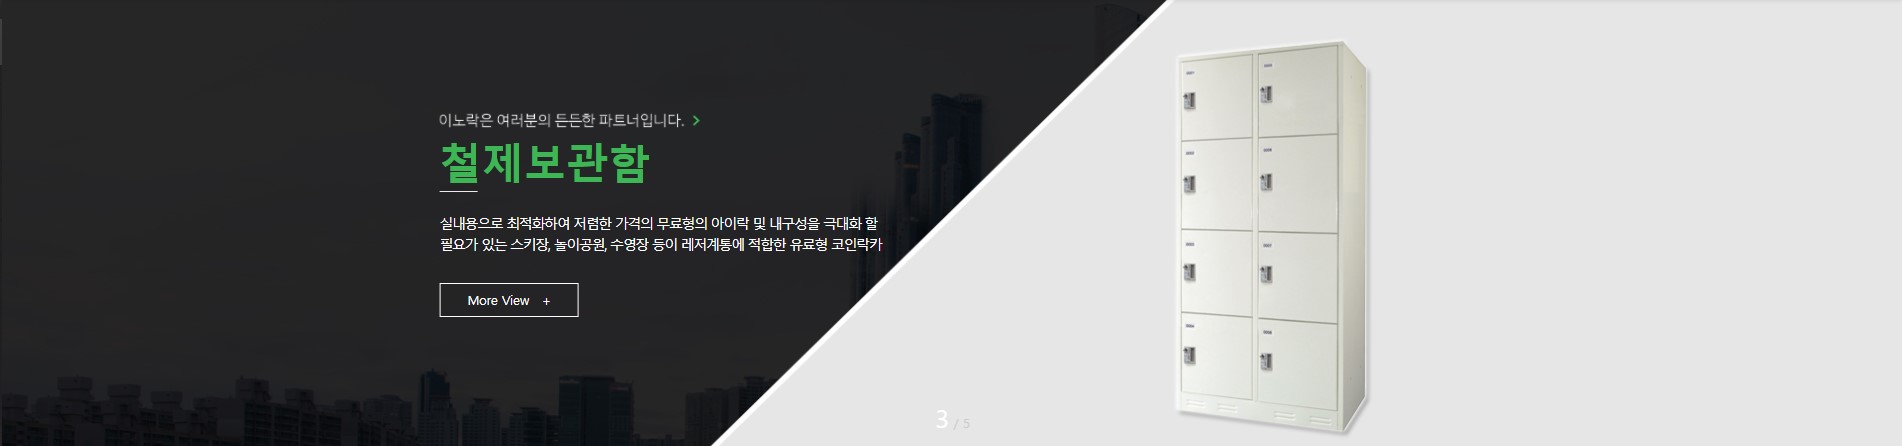 이노락은 여러분의 든든한 파트너입니다.
철제보관함
실내용으로 최적화하여 저렴한 가격의 무료형의 아이락 및 내구성을 극대화 할
필요가 있는 스키장, 놀이공원, 수영장 등이 레저계통에 적합한 유료형 코인락카
More View +
3 / 5